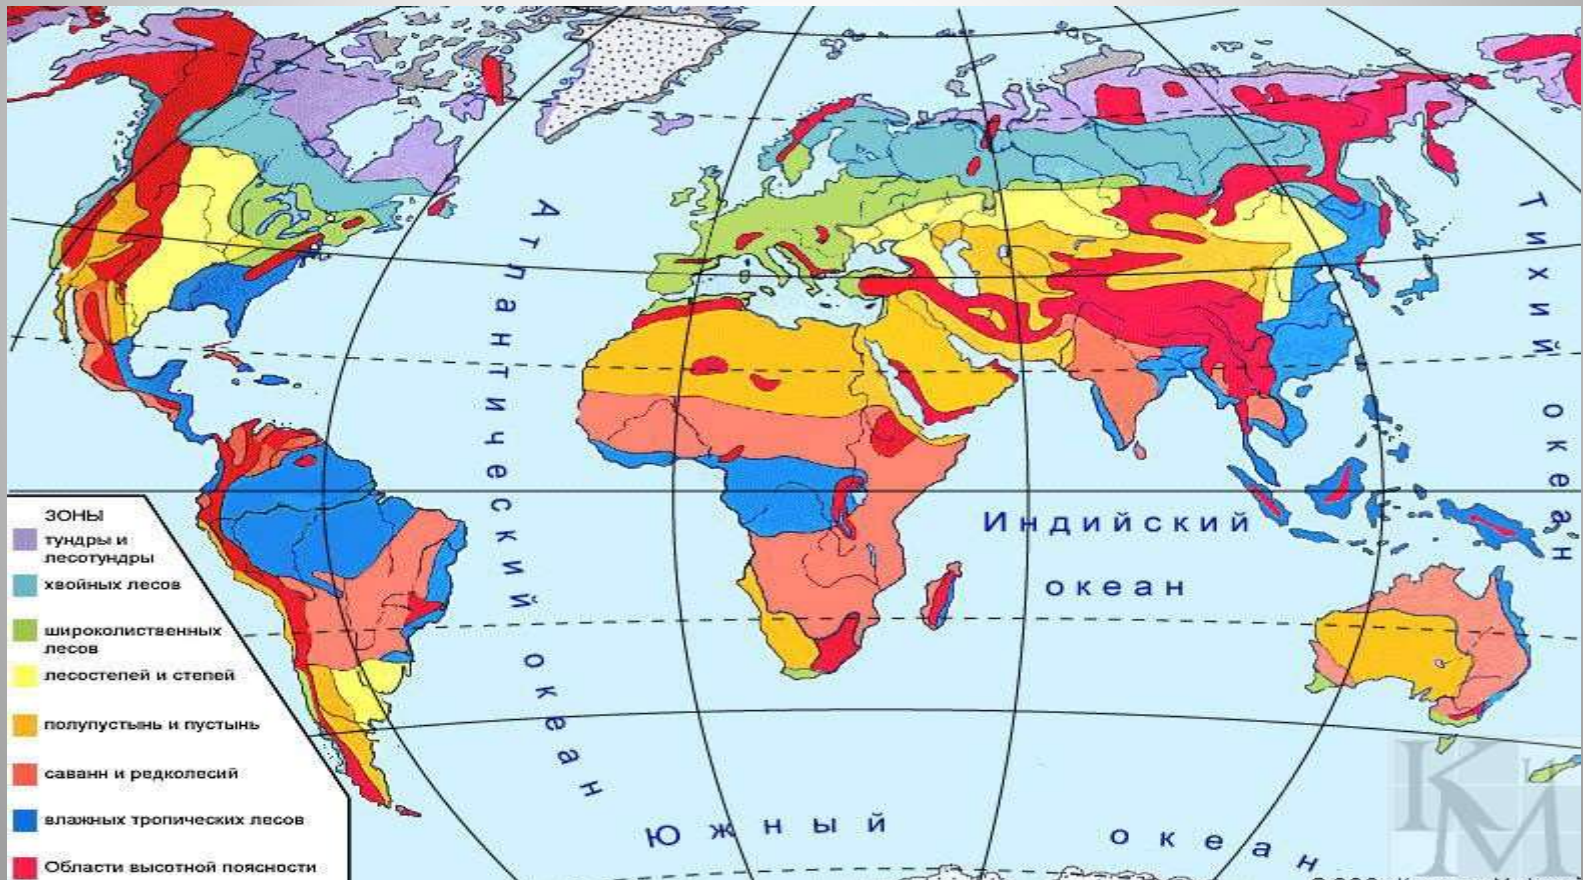 Атлантический океан
Тихий океан
Индийский
океан
Южный океан
ЗОНЫ
тундры и
лесотундры
хвойных лесов
широколиственных
лесов
лесостепей и степей
полупустынь и пустынь
саванн и редколесий
влажных тропических лесов
Области высотной поясности
КиМ